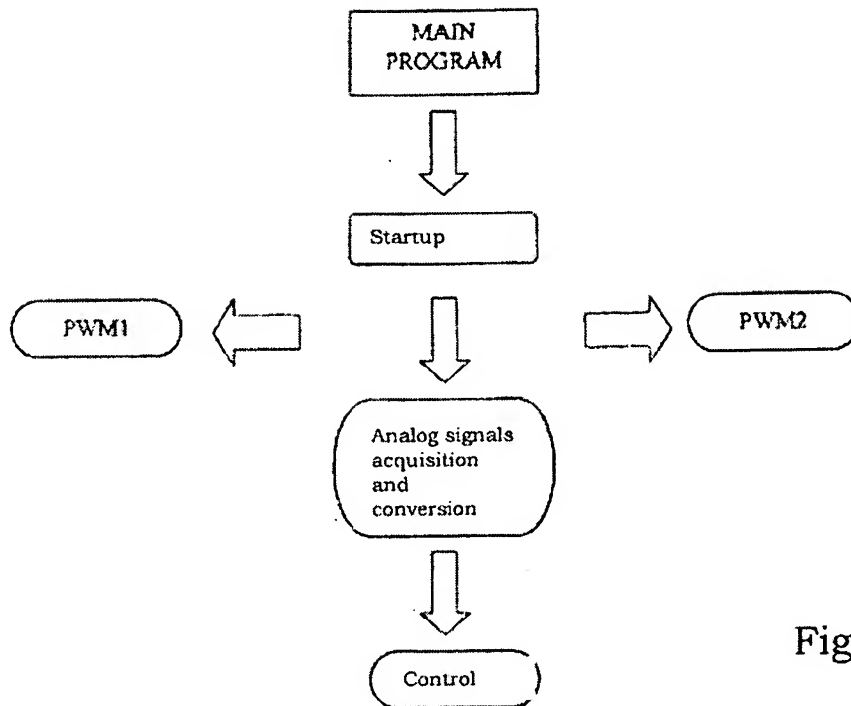 MAIN
PROGRAM
Startup
PWM1
PWM2
Analog signals
acquisition
and
conversion
Control
Fig